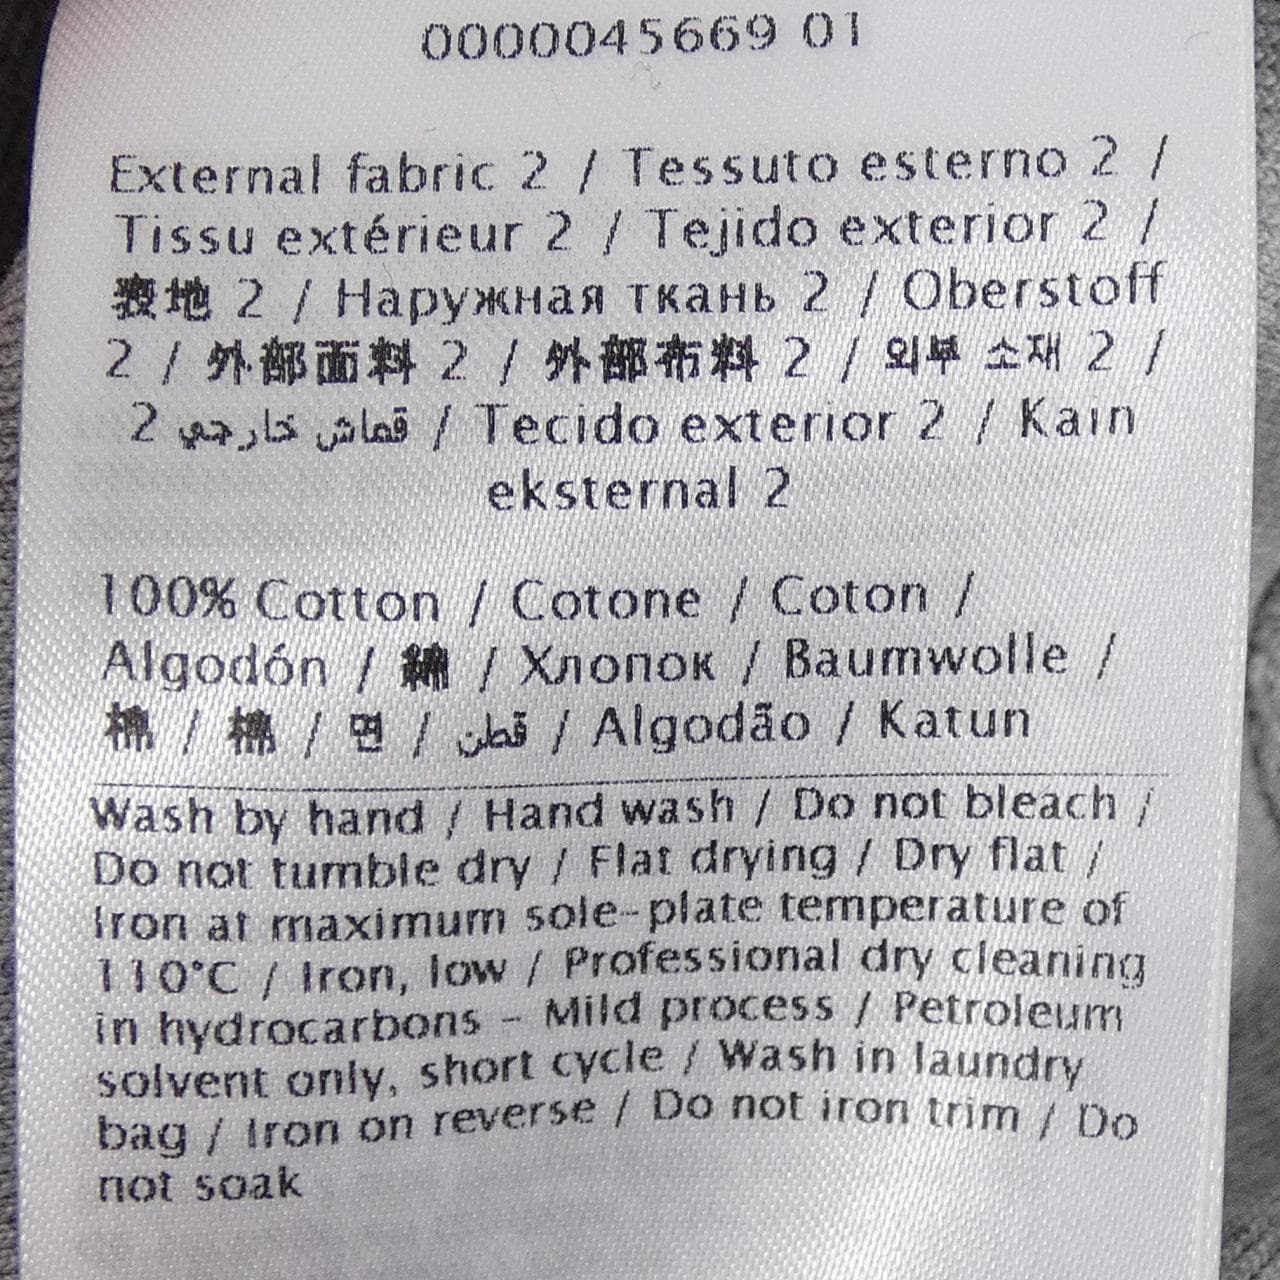 0000045669 01
External fabric 2 / Tessuto esterno 2 /
Tissu extérieur 2 / Tejido exterior 2 /
表地 2 / Наружная ткань 2 / Oberstoff
2 / 外部面料 2 / 外部布料 2 / 외부 소재 2 /
قماش خارجي 2 / Tecido exterior 2 / Kain
eksternal 2
100% Cotton / Cotone / Coton /
Algodón / 綿 / Хлопок / Baumwolle /
棉 / 棉 / 면 / قطن / Algodão / Katun
Wash by hand / Hand wash / Do not bleach /
Do not tumble dry / Flat drying / Dry flat /
Iron at maximum sole-plate temperature of
110°C / Iron, low / Professional dry cleaning
in hydrocarbons - Mild process / Petroleum
solvent only, short cycle / Wash in laundry
bag / Iron on reverse / Do not iron trim / Do
not soak